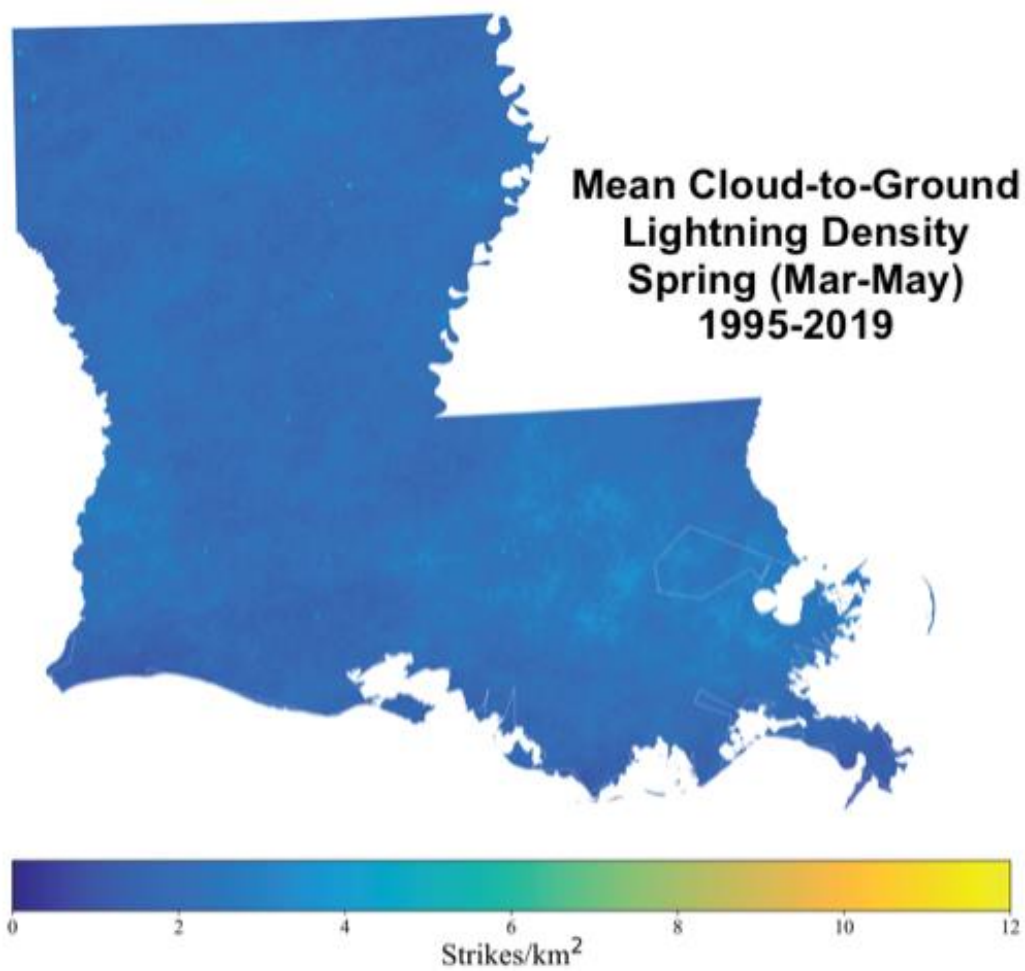 Mean Cloud-to-Ground
Lightning Density
Spring (Mar-May)
1995-2019
0 2 4 6 8 10 12
Strikes/km²